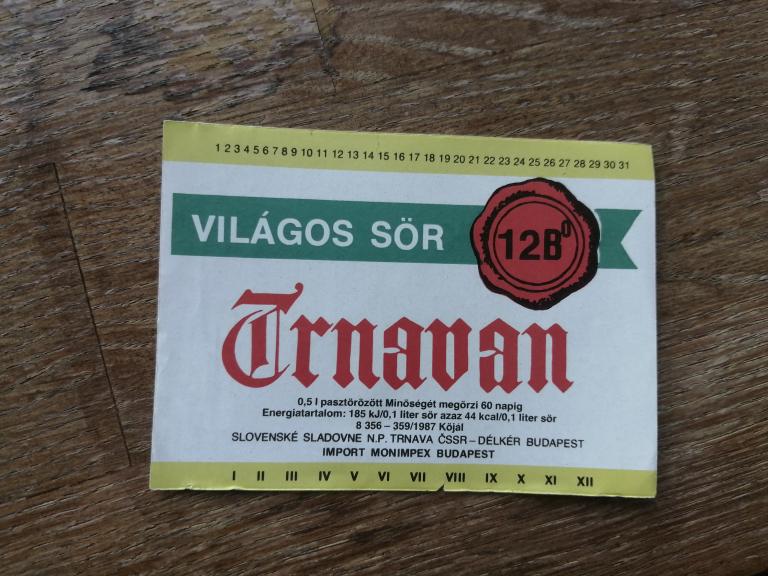 1 2 3 4 5 6 7 8 9 10 11 12 13 14 15 16 17 18 19 20 21 22 23 24 25 26 27 28 29 30 31
VILÁGOS SÖR
12B⁰
Trnavan
0,5 l pasztörözött Minőségét megőrzi 60 napig
Energiatartalom: 185 kJ/0,1 liter sör azaz 44 kcal/0,1 liter sör
8 356 – 359/1987 Köjál
SLOVENSKÉ SLADOVNE N.P. TRNAVA ČSSR – DÉLKER BUDAPEST
IMPORT MONIMPEX BUDAPEST
I II III IV V VI VII VIII IX X XI XII